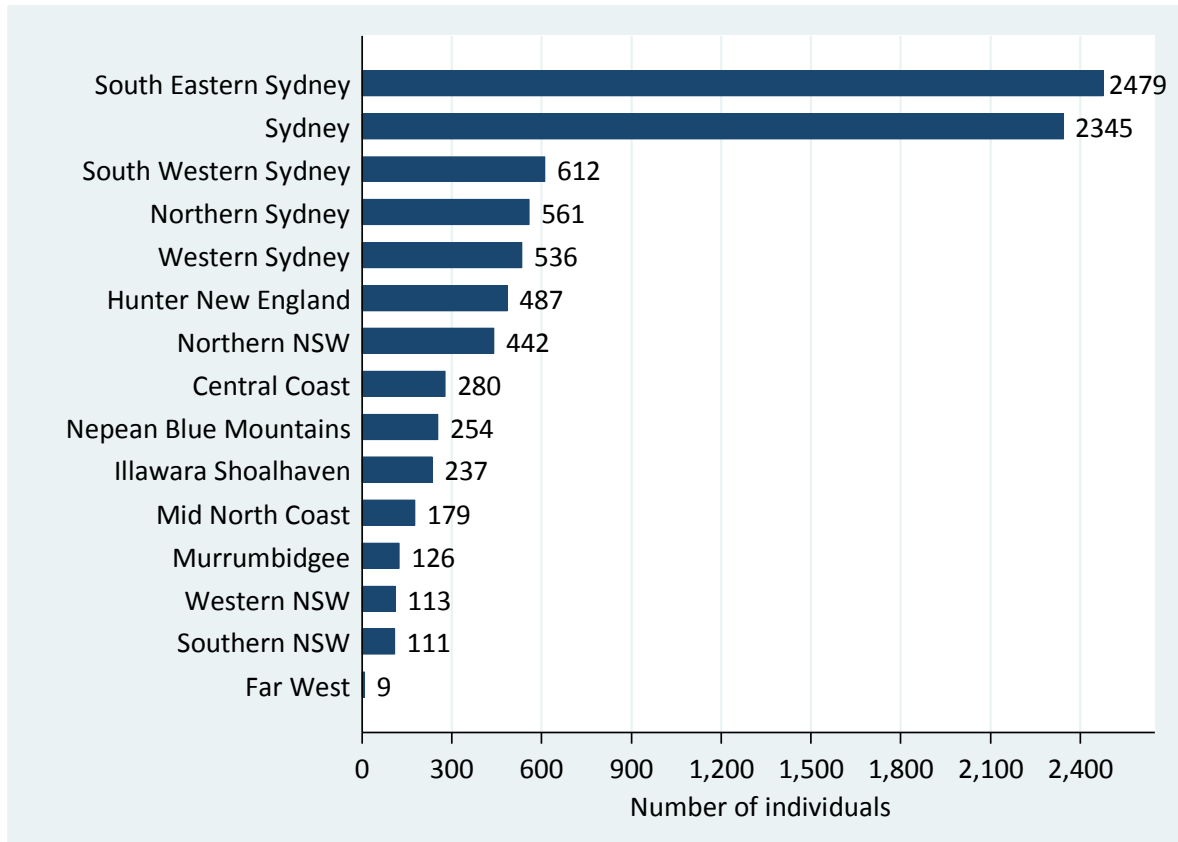 South Eastern Sydney 2479
Sydney 2345
South Western Sydney 612
Northern Sydney 561
Western Sydney 536
Hunter New England 487
Northern NSW 442
Central Coast 280
Nepean Blue Mountains 254
Illawara Shoalhaven 237
Mid North Coast 179
Murrumbidgee 126
Western NSW 113
Southern NSW 111
Far West 9
0 300 600 900 1,200 1,500 1,800 2,100 2,400
Number of individuals